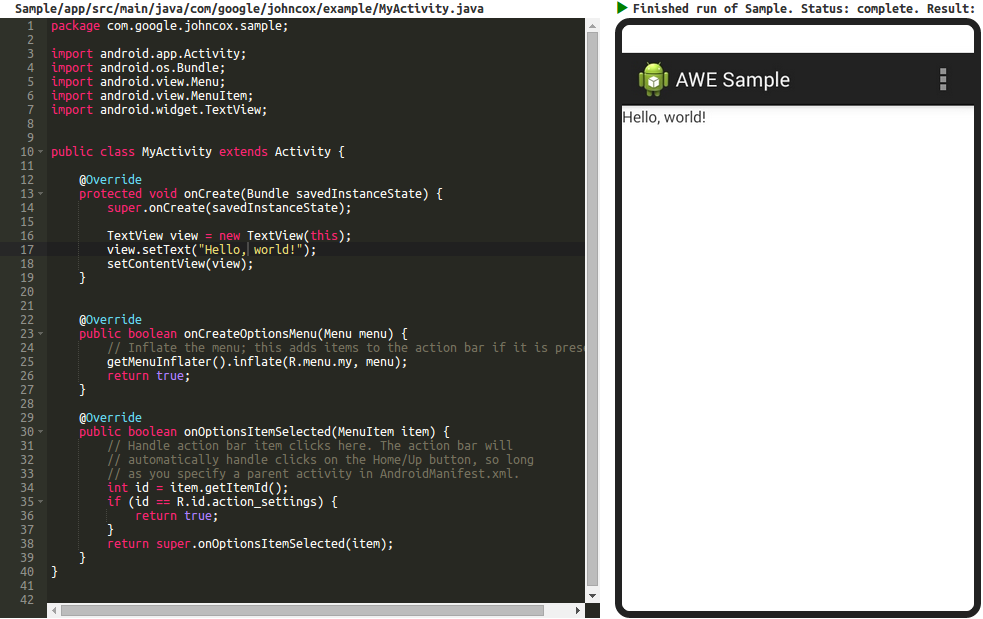 Sample/app/src/main/java/com/google/johncox/example/MyActivity.java
1 package com.google.johncox.sample;
2
3 import android.app.Activity;
4 import android.os.Bundle;
5 import android.view.Menu;
6 import android.view.MenuItem;
7 import android.widget.TextView;
8
9
10 public class MyActivity extends Activity {
11
12 @Override
13 protected void onCreate(Bundle savedInstanceState) {
14 super.onCreate(savedInstanceState);
15
16 TextView view = new TextView(this);
17 view.setText("Hello, world!");
18 setContentView(view);
19 }
20
21
22 @Override
23 public boolean onCreateOptionsMenu(Menu menu) {
24 // Inflate the menu; this adds items to the action bar if it is prese
25 getMenuInflater().inflate(R.menu.my, menu);
26 return true;
27 }
28
29 @Override
30 public boolean onOptionsItemSelected(MenuItem item) {
31 // Handle action bar item clicks here. The action bar will
32 // automatically handle clicks on the Home/Up button, so long
33 // as you specify a parent activity in AndroidManifest.xml.
34 int id = item.getItemId();
35 if (id == R.id.action_settings) {
36 return true;
37 }
38 return super.onOptionsItemSelected(item);
39 }
40 }
41
42
Finished run of Sample. Status: complete. Result:
AWE Sample
Hello, world!